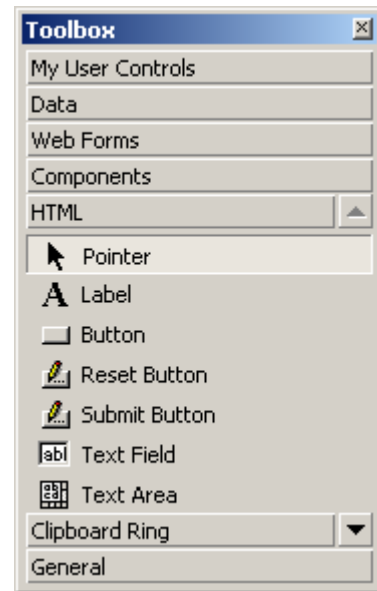 Toolbox
My User Controls
Data
Web Forms
Components
HTML
Pointer
A Label
Button
Reset Button
Submit Button
abl Text Field
Text Area
Clipboard Ring
General